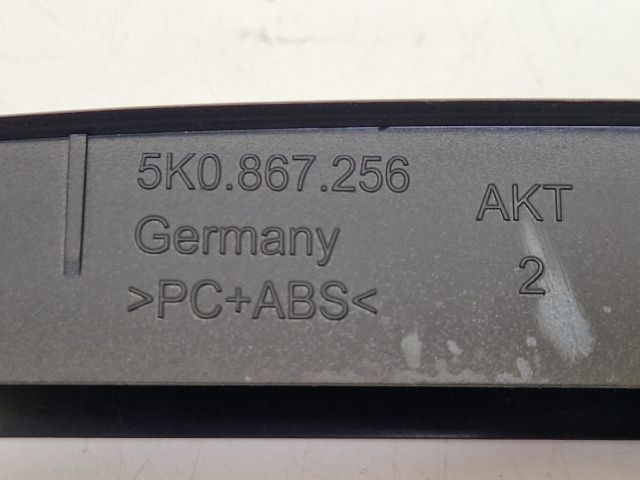 5K0.867.256
Germany
>PC+ABS<
AKT
2